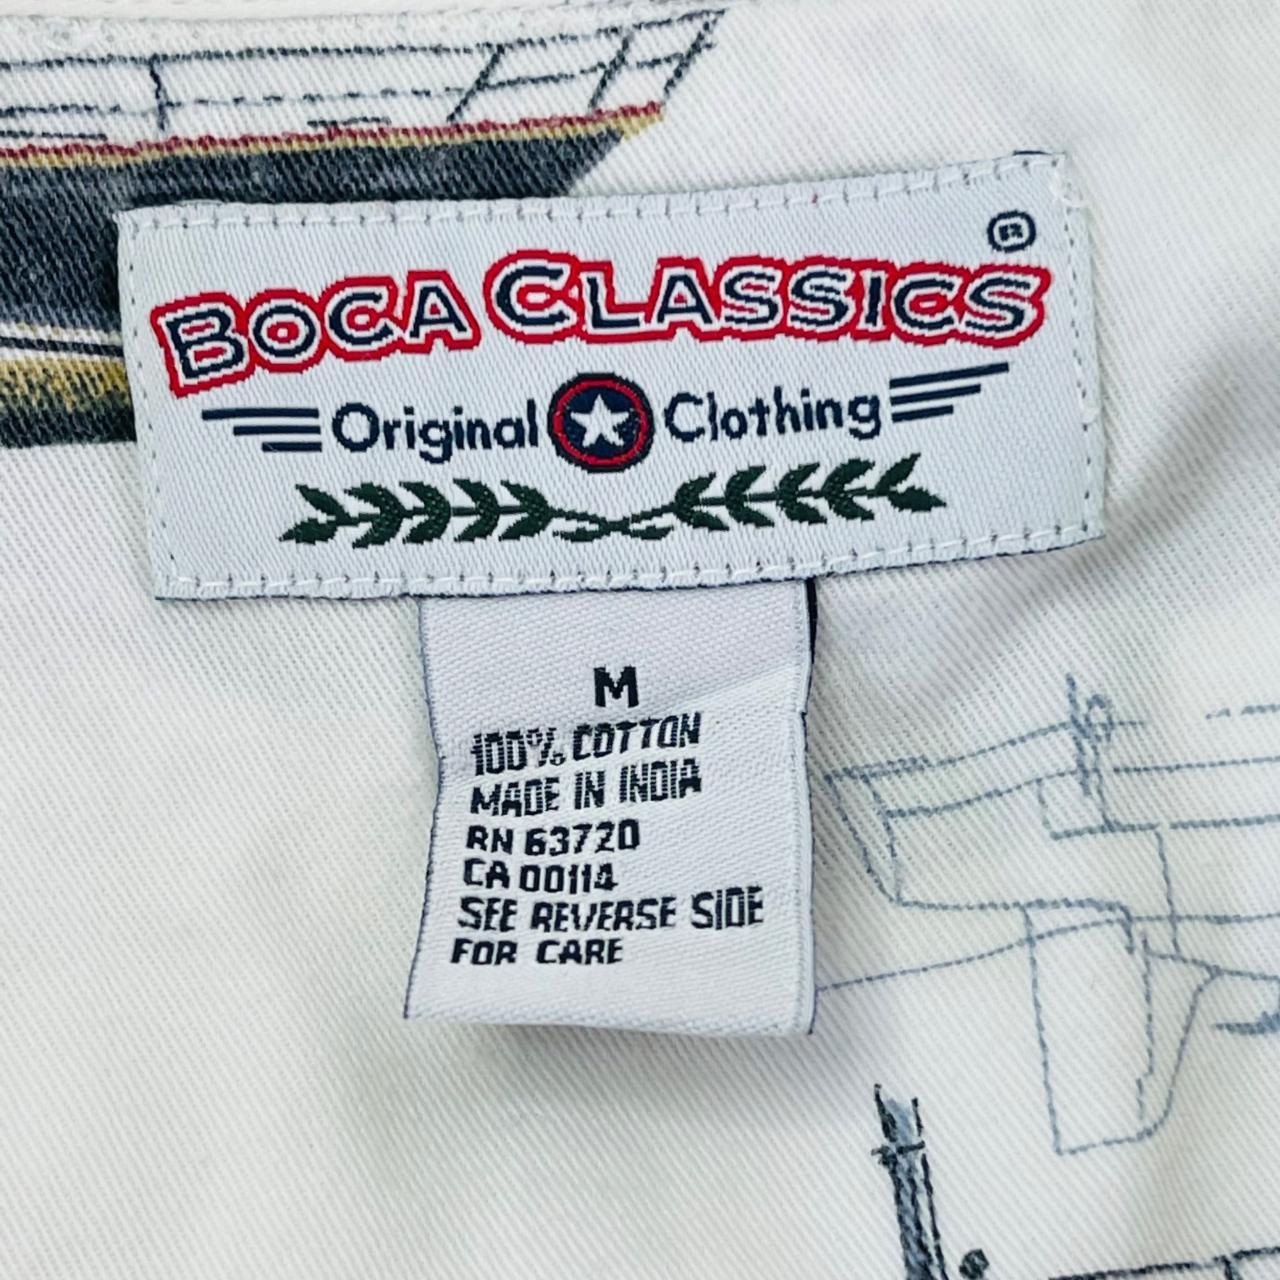 BOCA CLASSICS ®
Original Clothing
M
100% COTTON
MADE IN INDIA
RN 63720
CA 00114
SEE REVERSE SIDE
FOR CARE